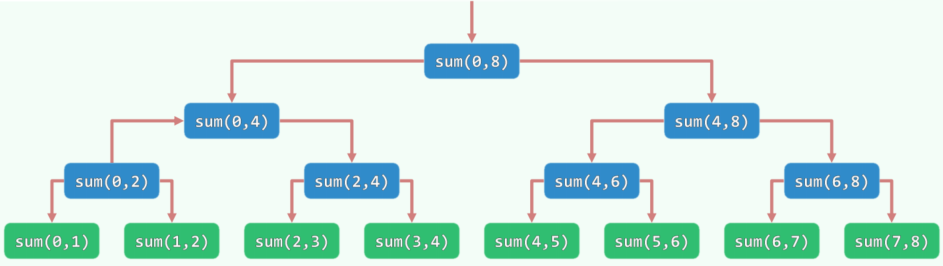 sum(0,8)
sum(0,4) sum(4,8)
sum(0,2) sum(2,4) sum(4,6) sum(6,8)
sum(0,1) sum(1,2) sum(2,3) sum(3,4) sum(4,5) sum(5,6) sum(6,7) sum(7,8)